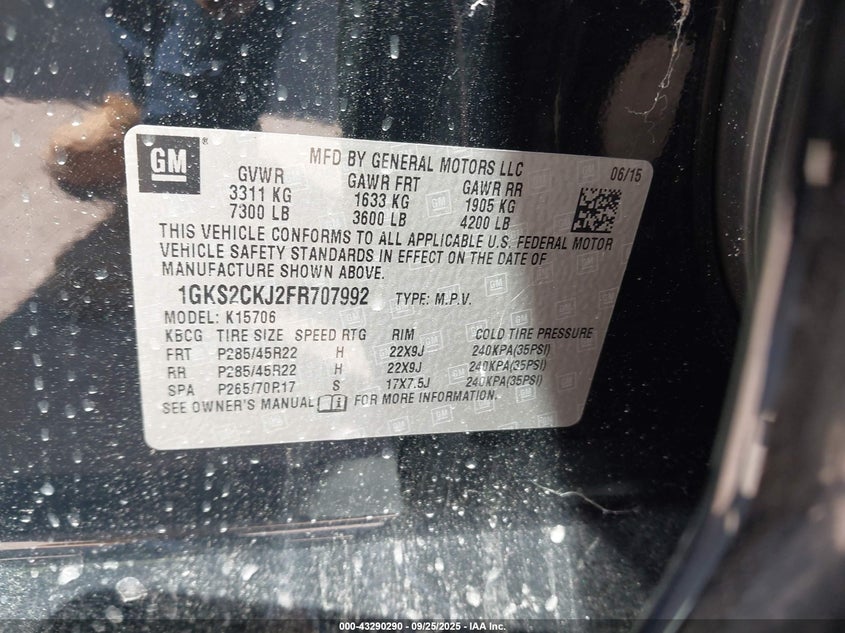 GM ®
MFD BY GENERAL MOTORS LLC 06/15
GVWR GAWR FRT GAWR RR
3311 KG 1633 KG 1905 KG
7300 LB 3600 LB 4200 LB
THIS VEHICLE CONFORMS TO ALL APPLICABLE U.S. FEDERAL MOTOR
VEHICLE SAFETY STANDARDS IN EFFECT ON THE DATE OF
MANUFACTURE SHOWN ABOVE.
1GKS2CKJ2FR707992 TYPE: M.P.V.
MODEL: K15706
KBCG TIRE SIZE SPEED RTG RIM COLD TIRE PRESSURE
FRT P285/45R22 H 22X9J 240KPA(35PSI)
RR P285/45R22 H 22X9J 240KPA(35PSI)
SPA P265/70R17 S 17X7.5J 240KPA(35PSI)
SEE OWNER'S MANUAL FOR MORE INFORMATION.
000-43290290 - 09/25/2025 - IAA Inc.